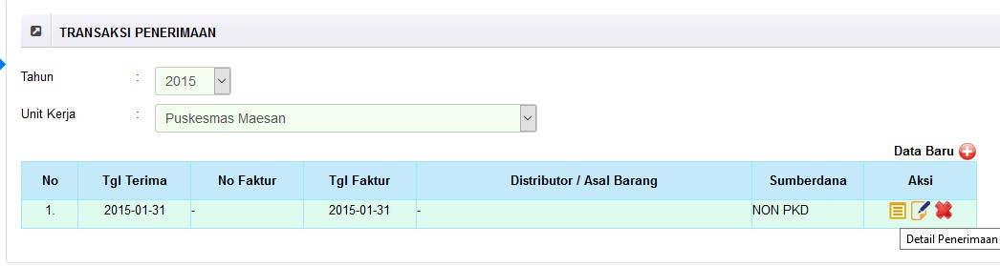 TRANSAKSI PENERIMAAN
Tahun : 2015
Unit Kerja : Puskesmas Maesan
Data Baru
No Tgl Terima No Faktur Tgl Faktur Distributor / Asal Barang Sumberdana Aksi
1. 2015-01-31 - 2015-01-31 - NON PKD
Detail Penerimaan